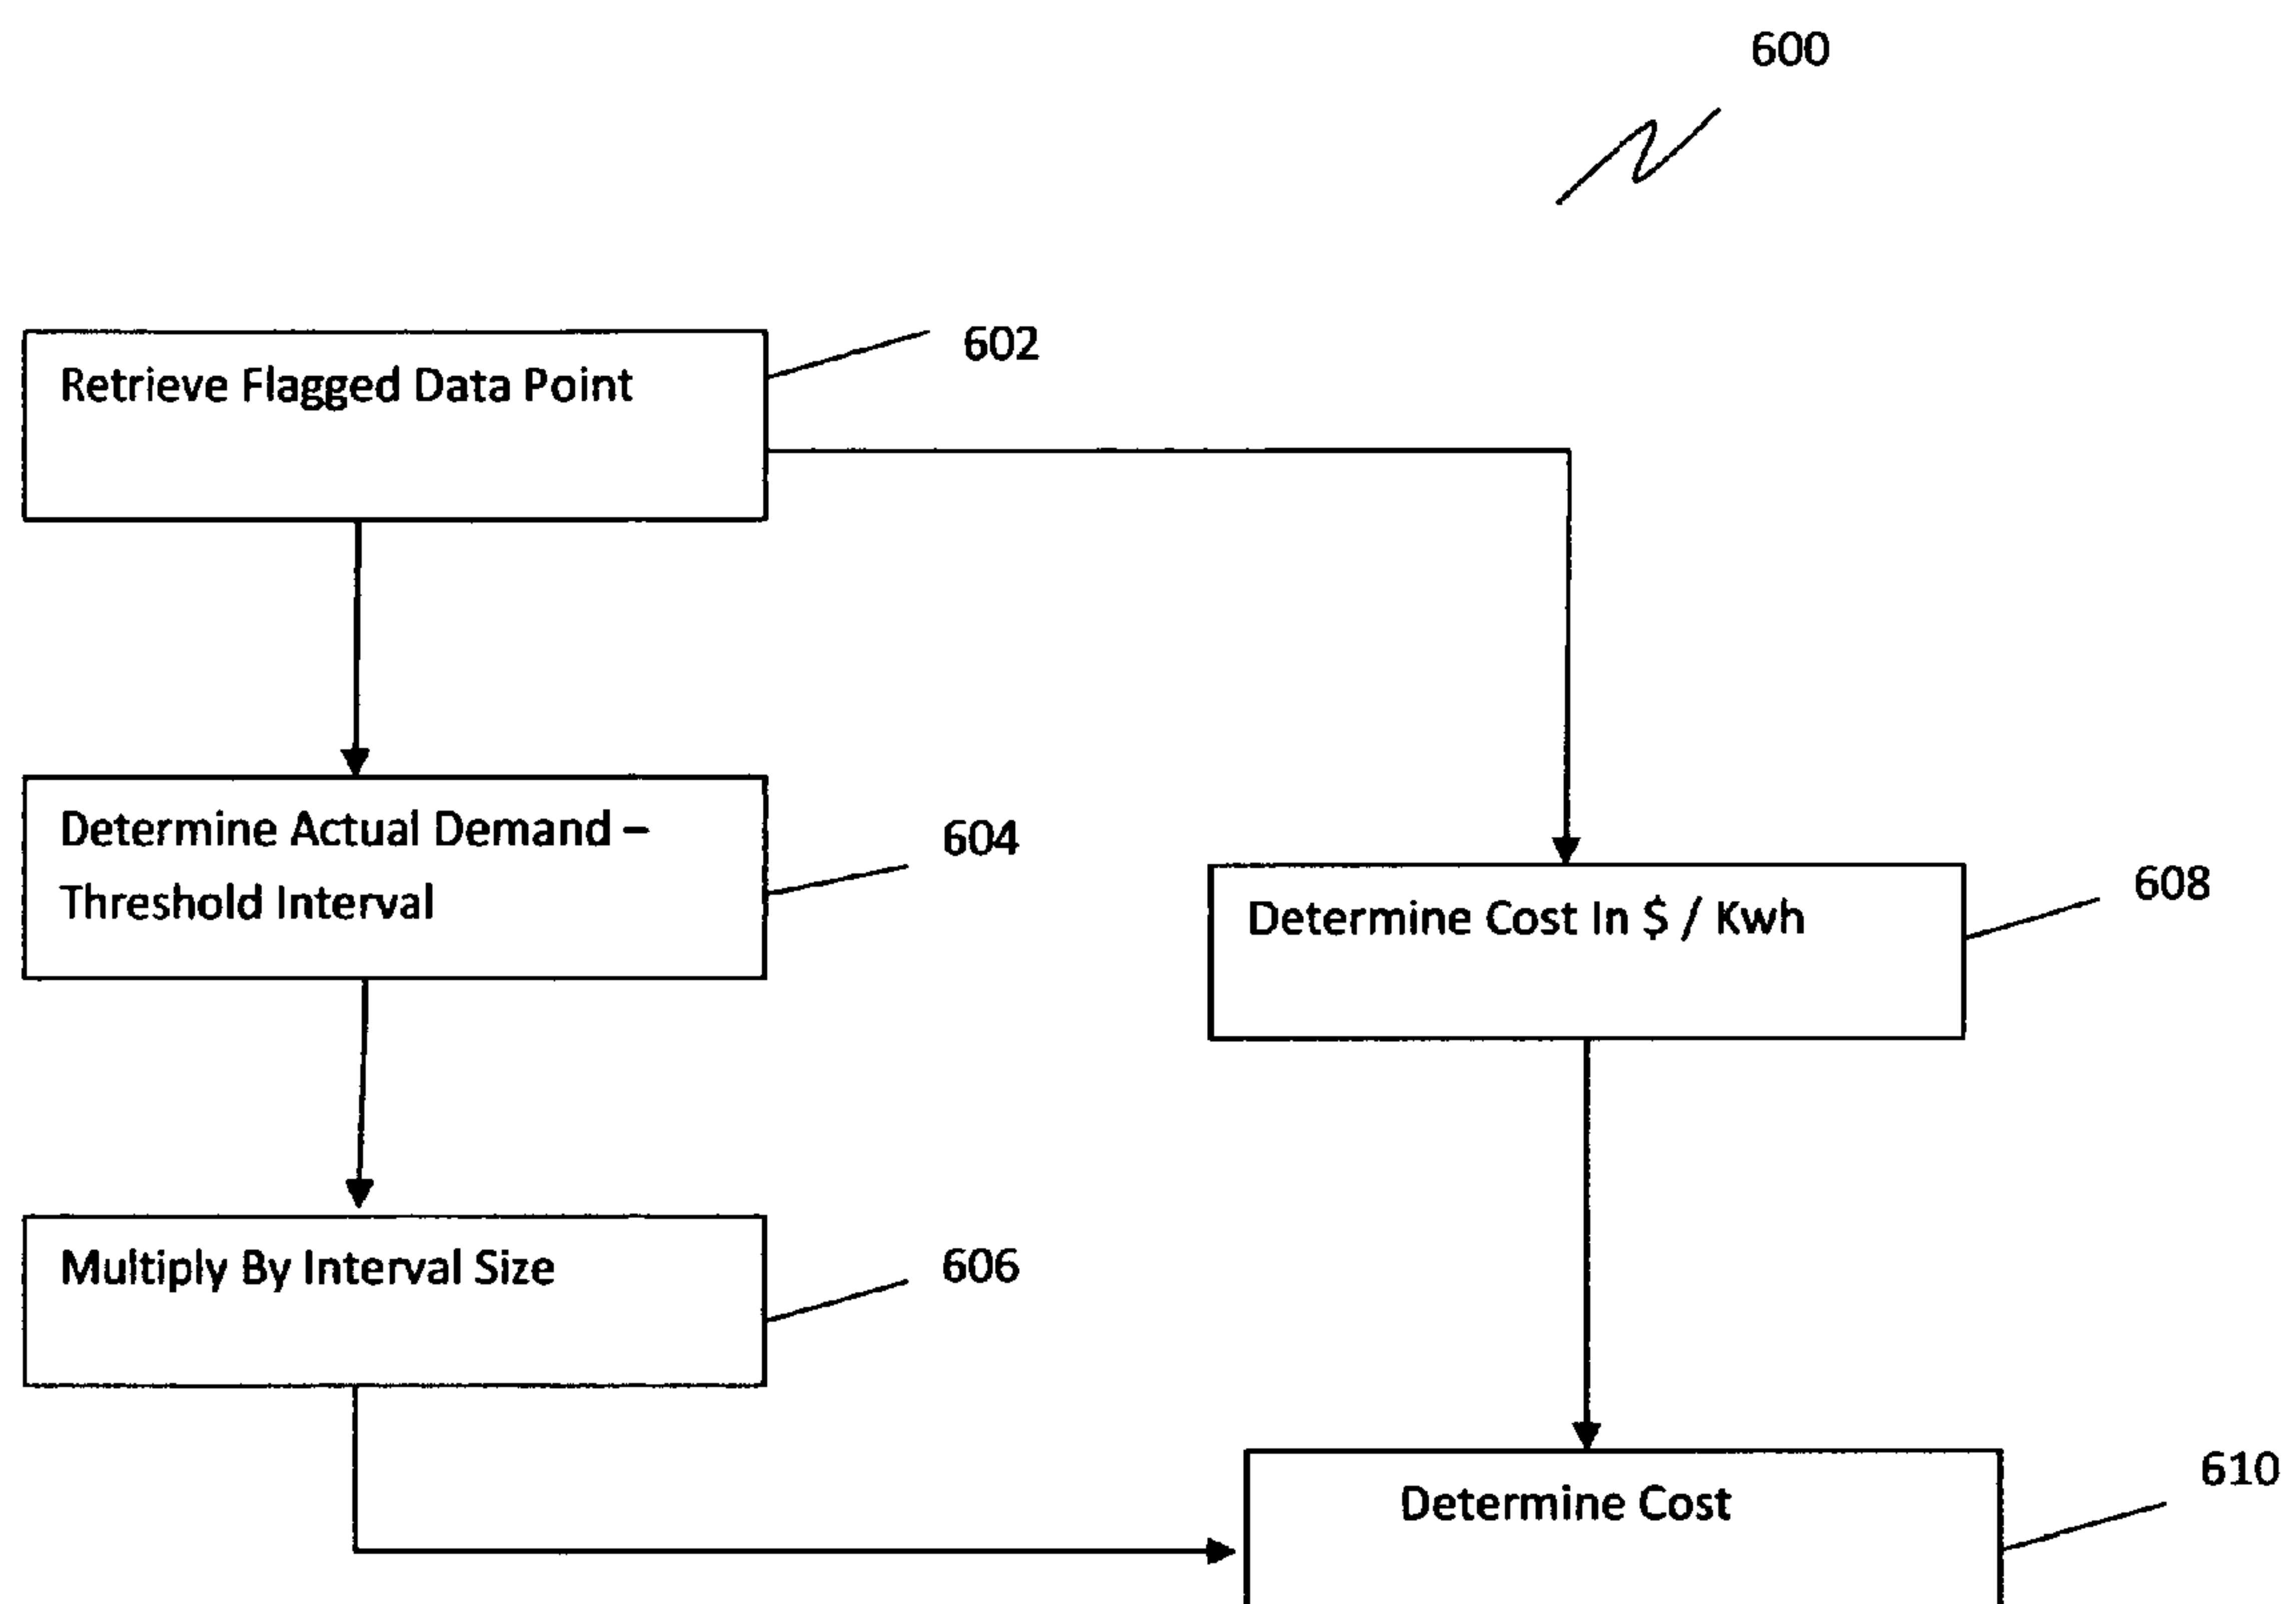 600
Retrieve Flagged Data Point
602
Determine Actual Demand –
Threshold Interval
604
Determine Cost In $ / Kwh
608
Multiply By Interval Size
606
Determine Cost
610